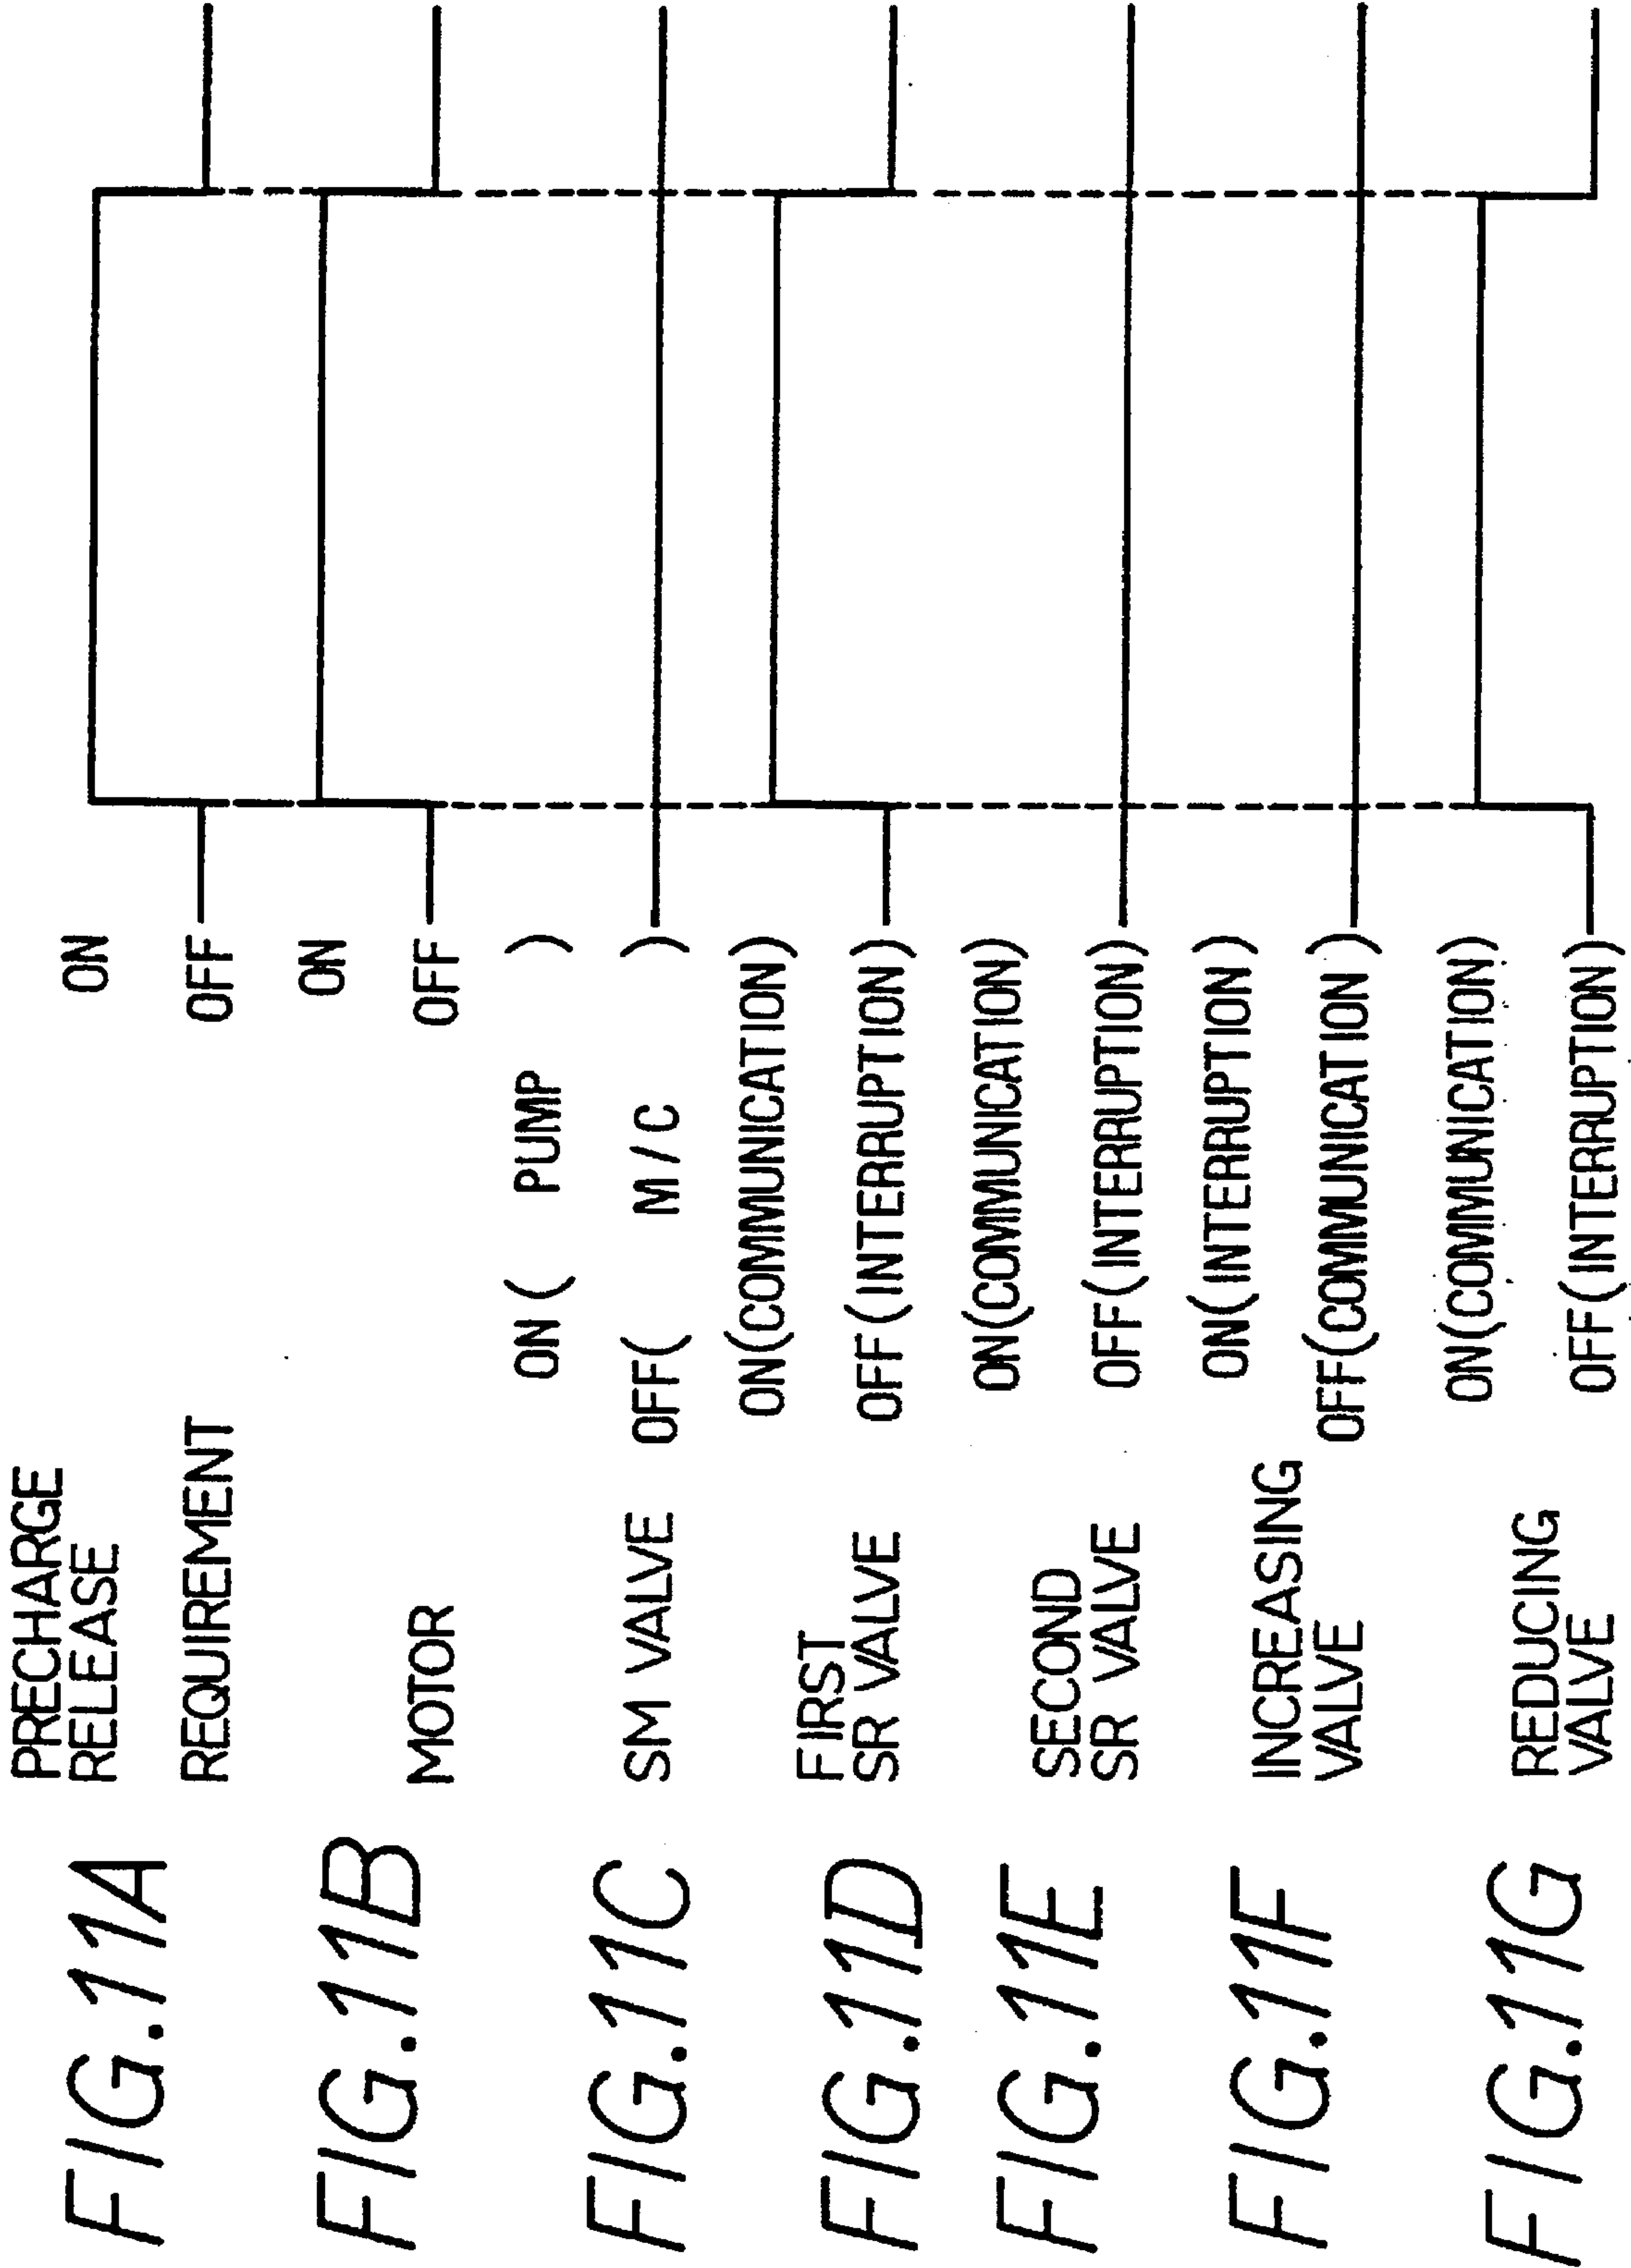 FIG.11A
PRECHARGE
RELEASE
REQUIREMENT
ON
OFF
FIG.11B
MOTOR
ON
OFF
FIG.11C
SM VALVE
ON( PUMP )
OFF( M/C )
FIG.11D
FIRST
SR VALVE
ON(COMMUNICATION)
OFF(INTERRUPTION)
FIG.11E
SECOND
SR VALVE
ON(COMMUNICATION)
OFF(INTERRUPTION)
FIG.11F
INCREASING
VALVE
ON(INTERRUPTION)
OFF(COMMUNICATION)
FIG.11G
REDUCING
VALVE
ON(COMMUNICATION)
OFF(INTERRUPTION)